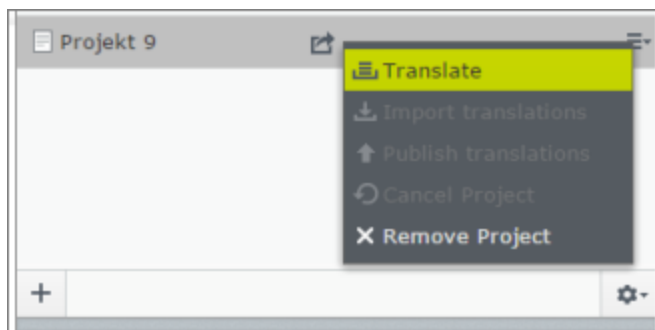 Projekt 9
Translate
Import translations
Publish translations
Cancel Project
Remove Project